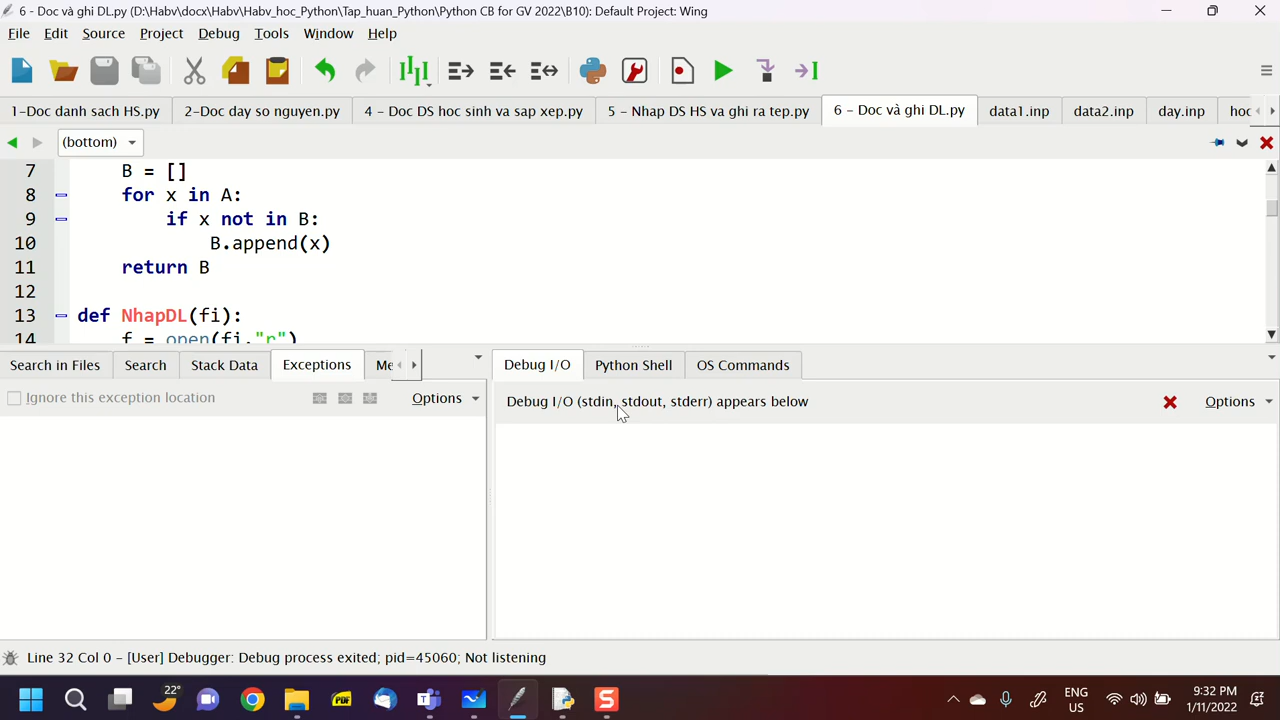 6 - Doc và ghi DL.py (D:\Habv\docx\Habv\Habv_hoc_Python\Tap_huan_Python\Python CB for GV 2022\B10): Default Project: Wing
File Edit Source Project Debug Tools Window Help
1-Doc danh sach HS.py 2-Doc day so nguyen.py 4 - Doc DS hoc sinh va sap xep.py 5 - Nhap DS HS va ghi ra tep.py 6 - Doc và ghi DL.py data1.inp data2.inp day.inp hoc
(bottom)
7 B = []
8 for x in A:
9 if x not in B:
10 B.append(x)
11 return B
12
13 def NhapDL(fi):
14 f = open(fi,"r")
Search in Files Search Stack Data Exceptions Me Debug I/O Python Shell OS Commands
Ignore this exception location Options Debug I/O (stdin, stdout, stderr) appears below Options
Line 32 Col 0 - [User] Debugger: Debug process exited; pid=45060; Not listening
22°
PDF
S
ENG
US
9:32 PM
1/11/2022